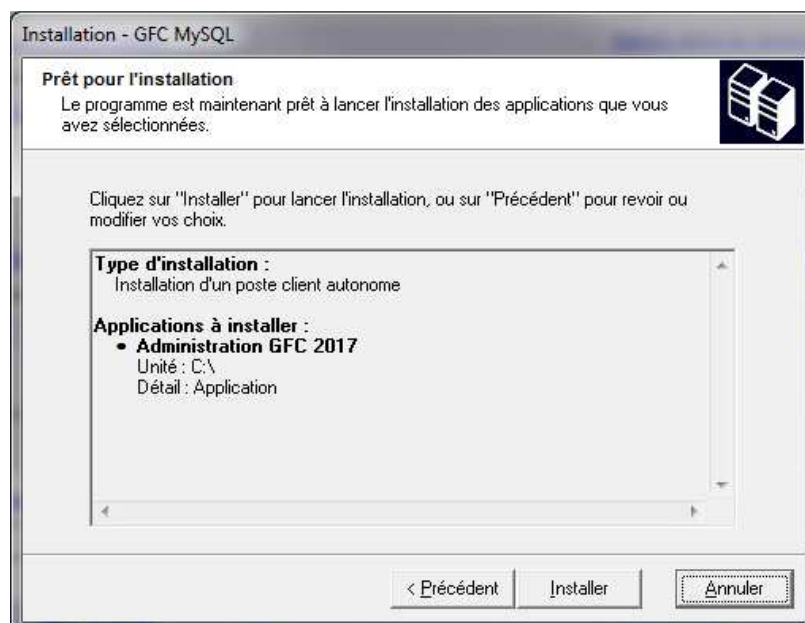 Installation - GFC MySQL
Prêt pour l'installation
Le programme est maintenant prêt à lancer l'installation des applications que vous
avez sélectionnées.
Cliquez sur "Installer" pour lancer l'installation, ou sur "Précédent" pour revoir ou
modifier vos choix.
Type d'installation :
Installation d'un poste client autonome
Applications à installer :
• Administration GFC 2017
Unité : C:\
Détail : Application
< Précédent
Installer
Annuler